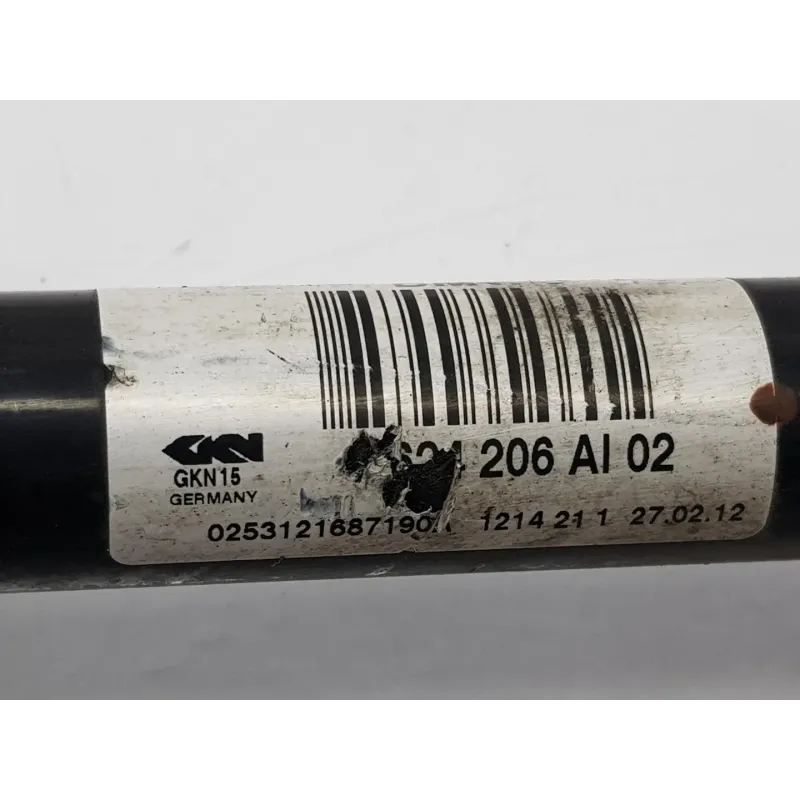 GKN
206 AI 02
GKN15
GERMANY
1214 21 1 27.02.12